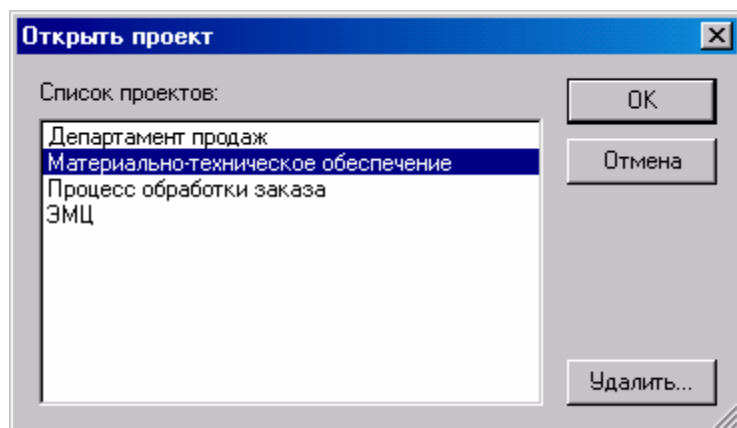 Открыть проект
Список проектов:
OK
Департамент продаж
Материально-техническое обеспечение
Отмена
Процесс обработки заказа
ЭМЦ
Удалить...